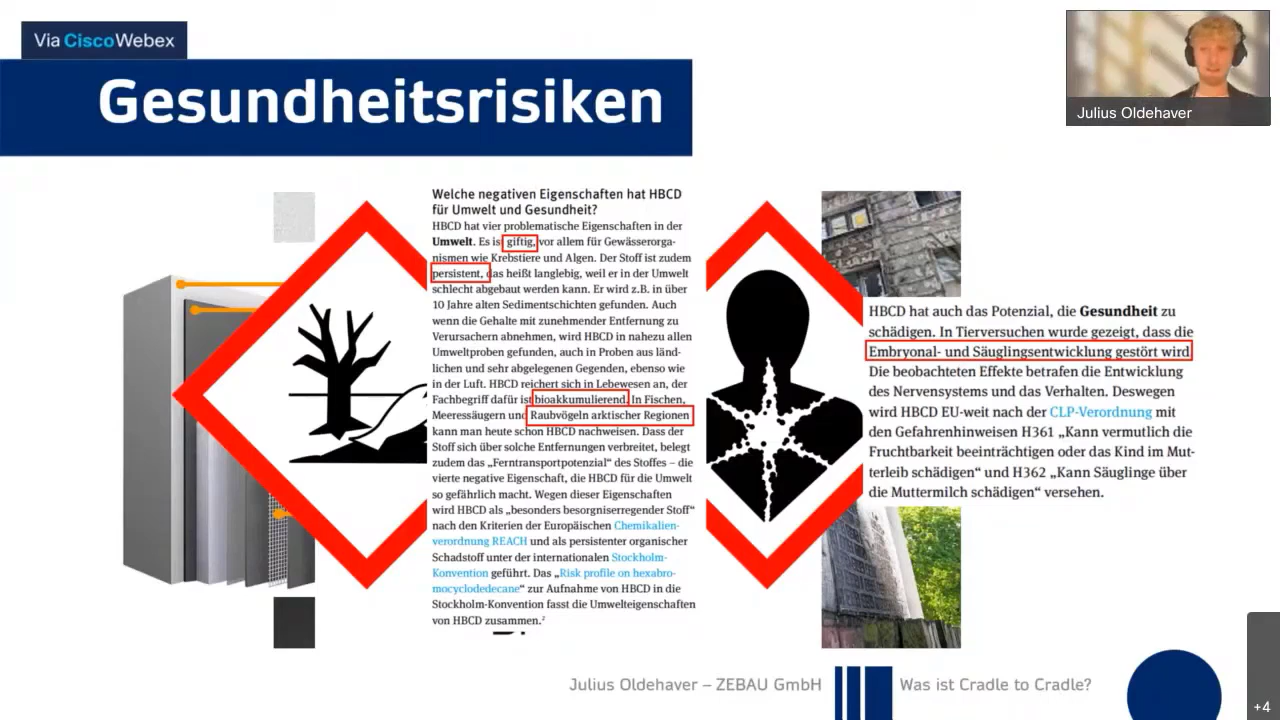 Via CiscoWebex
Gesundheitsrisiken
Julius Oldehaver
Welche negativen Eigenschaften hat HBCD
für Umwelt und Gesundheit?
HBCD hat vier problematische Eigenschaften in der
Umwelt. Es ist giftig, vor allem für Gewässerorga-
nismen wie Krebstiere und Algen. Der Stoff ist zudem
persistent, das heißt langlebig, weil er in der Umwelt
schlecht abgebaut werden kann. Er wird z.B. in über
10 Jahre alten Sedimentschichten gefunden. Auch
wenn die Gehalte mit zunehmender Entfernung zu
Verursachern abnehmen, wird HBCD in nahezu allen
Umweltproben gefunden, auch in Proben aus länd-
lichen und sehr abgelegenen Gegenden, ebenso wie
in der Luft. HBCD reichert sich in Lebewesen an, der
Fachbegriff dafür ist bioakkumulierend. In Fischen,
Meeressäugern und Raubvögeln arktischer Regionen
kann man heute schon HBCD nachweisen. Dass der
Stoff sich über solche Entfernungen verbreitet, belegt
zudem das „Ferntransportpotenzial“ des Stoffes – die
vierte negative Eigenschaft, die HBCD für die Umwelt
so gefährlich macht. Wegen dieser Eigenschaften
wird HBCD als „besonders besorgniserregender Stoff“
nach den Kriterien der Europäischen Chemikalien-
verordnung REACH und als persistenter organischer
Schadstoff unter der internationalen Stockholm-
Konvention geführt. Das „Risk profile on hexabro-
mocyclodedecane“ zur Aufnahme von HBCD in die
Stockholm-Konvention fasst die Umwelteigenschaften
von HBCD zusammen.²
HBCD hat auch das Potenzial, die Gesundheit zu
schädigen. In Tierversuchen wurde gezeigt, dass die
Embryonal- und Säuglingsentwicklung gestört wird
Die beobachteten Effekte betrafen die Entwicklung
des Nervensystems und das Verhalten. Deswegen
wird HBCD EU-weit nach der CLP-Verordnung mit
den Gefahrenhinweisen H361 „Kann vermutlich die
Fruchtbarkeit beeinträchtigen oder das Kind im Mut-
terleib schädigen“ und H362 „Kann Säuglinge über
die Muttermilch schädigen“ versehen.
Julius Oldehaver – ZEBAU GmbH
Was ist Cradle to Cradle?
+4